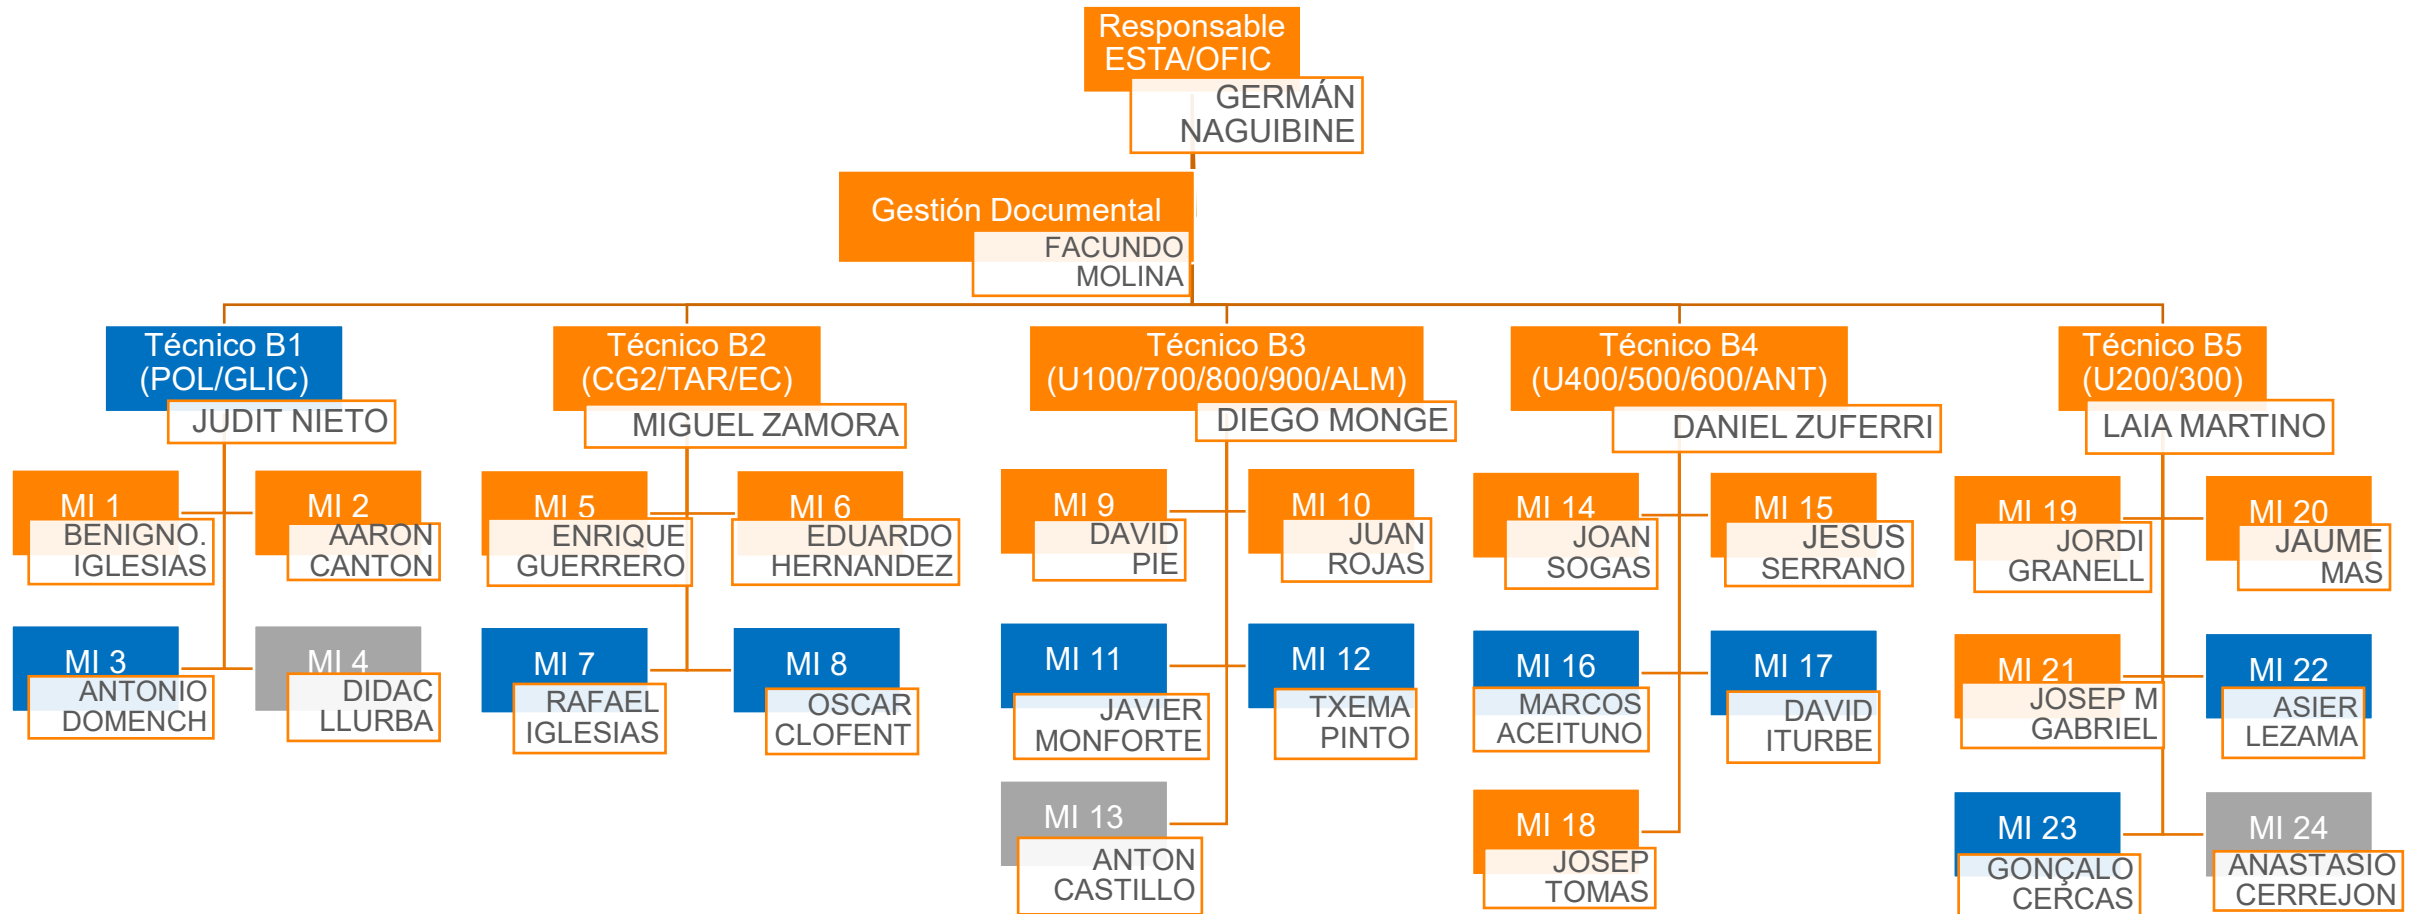 Responsable
ESTA/OFIC
GERMÁN
NAGUIBINE
Gestión Documental
FACUNDO
MOLINA
Técnico B1
(POL/GLIC)
JUDIT NIETO
Técnico B2
(CG2/TAR/EC)
MIGUEL ZAMORA
Técnico B3
(U100/700/800/900/ALM)
DIEGO MONGE
Técnico B4
(U400/500/600/ANT)
DANIEL ZUFERRI
Técnico B5
(U200/300)
LAIA MARTINO
MI 1
BENIGNO.
IGLESIAS
MI 2
AARON
CANTON
MI 5
ENRIQUE
GUERRERO
MI 6
EDUARDO
HERNANDEZ
MI 9
DAVID
PIE
MI 10
JUAN
ROJAS
MI 14
JOAN
SOGAS
MI 15
JESUS
SERRANO
MI 19
JORDI
GRANELL
MI 20
JAUME
MAS
MI 3
ANTONIO
DOMENCH
MI 4
DIDAC
LLURBA
MI 7
RAFAEL
IGLESIAS
MI 8
OSCAR
CLOFENT
MI 11
JAVIER
MONFORTE
MI 12
TXEMA
PINTO
MI 16
MARCOS
ACEITUNO
MI 17
DAVID
ITURBE
MI 21
JOSEP M
GABRIEL
MI 22
ASIER
LEZAMA
MI 13
ANTON
CASTILLO
MI 18
JOSEP
TOMAS
MI 23
GONÇALO
CERCAS
MI 24
ANASTASIO
CERREJON